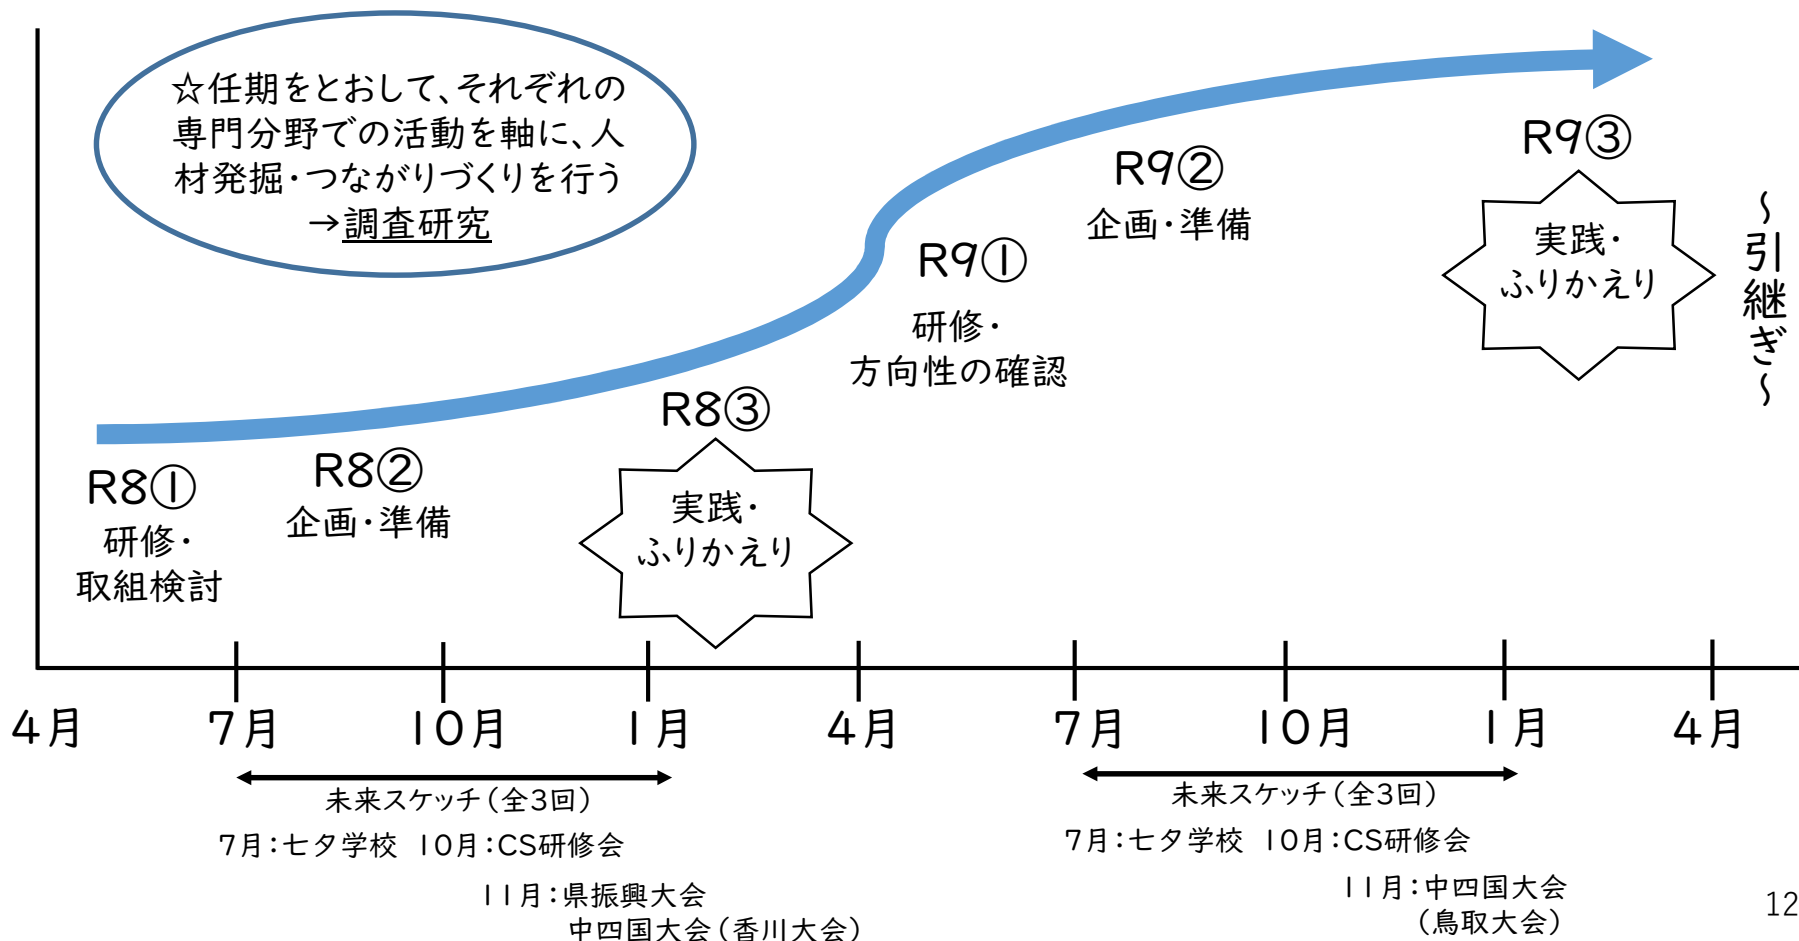 ☆任期をとおして、それぞれの
専門分野での活動を軸に、人
材発掘・つながりづくりを行う
→調査研究
R8①
研修・
取組検討
R8②
企画・準備
R8③
実践・
ふりかえり
R9①
研修・
方向性の確認
R9②
企画・準備
R9③
実践・
ふりかえり
～引継ぎ～
4月 7月 10月 1月 4月 7月 10月 1月 4月
未来スケッチ（全3回）
7月：七夕学校 10月：CS研修会
11月：県振興大会
中四国大会（香川大会）
未来スケッチ（全3回）
7月：七夕学校 10月：CS研修会
11月：中四国大会
（鳥取大会）
12